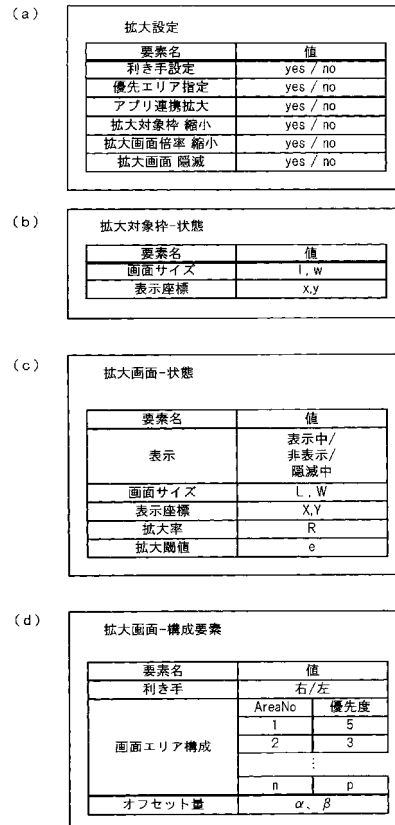 (a)
拡大設定
要素名 値
利き手設定 yes / no
優先エリア指定 yes / no
アプリ連携拡大 yes / no
拡大対象枠 縮小 yes / no
拡大画面倍率 縮小 yes / no
拡大画面 隠滅 yes / no
(b)
拡大対象枠-状態
要素名 値
画面サイズ l, w
表示座標 x,y
(c)
拡大画面-状態
要素名 値
表示 表示中/
非表示/
隠滅中
画面サイズ L, W
表示座標 X,Y
拡大率 R
拡大閾値 e
(d)
拡大画面-構成要素
要素名 値
利き手 右/左
画面エリア構成 AreaNo 優先度
1 5
2 3
⋮
n p
オフセット量 α、β